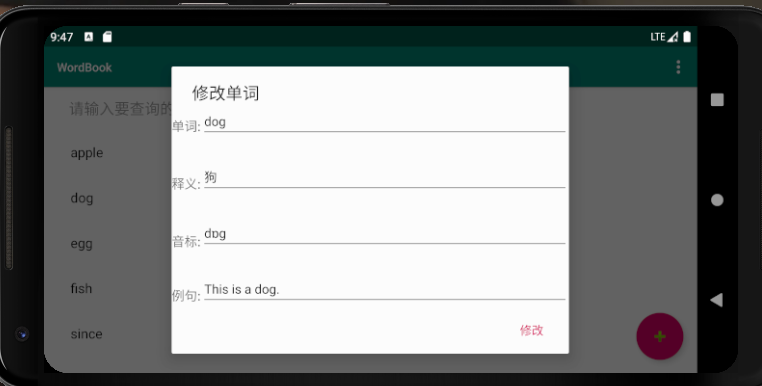 9:47
LTE
WordBook
请输入要查询的
修改单词
单词: dog
释义: 狗
音标: dɒg
例句: This is a dog.
修改
apple
dog
egg
fish
since